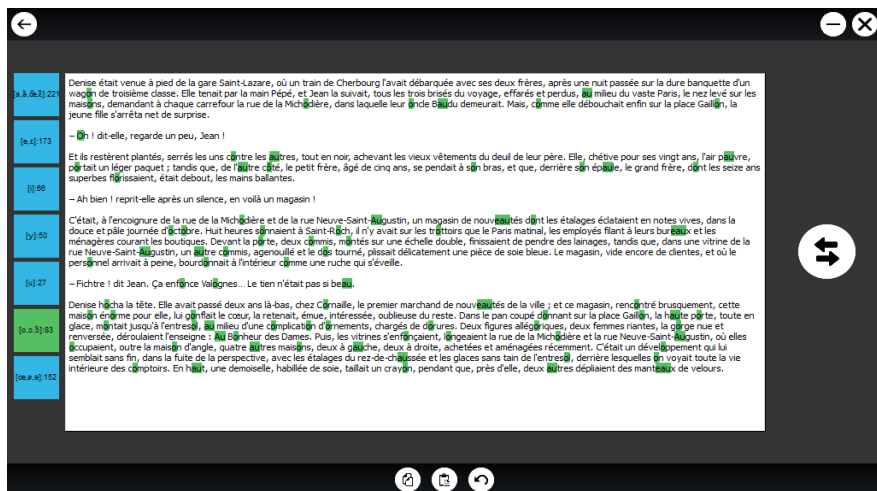 [a,ã,õe,ẽ]:221
[e,ɛ]:173
[i]:66
[y]:50
[u]:27
[o,ɔ,õ]:83
[œ,ø,ə]:152
Denise était venue à pied de la gare Saint-Lazare, où un train de Cherbourg l'avait débarquée avec ses deux frères, après une nuit passée sur la dure banquette d'un
wagon de troisième classe. Elle tenait par la main Pépé, et Jean la suivait, tous les trois brisés du voyage, effarés et perdus, au milieu du vaste Paris, le nez levé sur les
maisons, demandant à chaque carrefour la rue de la Michodière, dans laquelle leur oncle Baudu demeurait. Mais, comme elle débouchait enfin sur la place Gaillon, la
jeune fille s'arrêta net de surprise.
– Oh ! dit-elle, regarde un peu, Jean !
Et ils restèrent plantés, serrés les uns contre les autres, tout en noir, achevant les vieux vêtements du deuil de leur père. Elle, chétive pour ses vingt ans, l'air pauvre,
portait un léger paquet ; tandis que, de l'autre côté, le petit frère, âgé de cinq ans, se pendait à son bras, et que, derrière son épaule, le grand frère, dont les seize ans
superbes florissaient, était debout, les mains ballantes.
– Ah bien ! reprit-elle après un silence, en voilà un magasin !
C'était, à l'encoignure de la rue de la Michodière et de la rue Neuve-Saint-Augustin, un magasin de nouveautés dont les étalages éclataient en notes vives, dans la
douce et pâle journée d'octobre. Huit heures sonnaient à Saint-Roch, il n'y avait sur les trottoirs que le Paris matinal, les employés filant à leurs bureaux et les
ménagères courant les boutiques. Devant la porte, deux commis, montés sur une échelle double, finissaient de pendre des lainages, tandis que, dans une vitrine de la
rue Neuve-Saint-Augustin, un autre commis, agenouillé et le dos tourné, plissait délicatement une pièce de soie bleue. Le magasin, vide encore de clientes, et où le
personnel arrivait à peine, bourdonnait à l'intérieur comme une ruche qui s'éveille.
– Fichtre ! dit Jean. Ça enfonce Valognes... Le tien n'était pas si beau.
Denise hocha la tête. Elle avait passé deux ans là-bas, chez Cornaille, le premier marchand de nouveautés de la ville ; et ce magasin, rencontré brusquement, cette
maison énorme pour elle, lui gonflait le cœur, la retenait, émue, intéressée, oublieuse du reste. Dans le pan coupé donnant sur la place Gaillon, la haute porte, toute en
glace, montait jusqu'à l'entresol, au milieu d'une complication d'ornements, chargés de dorures. Deux figures allégoriques, deux femmes riantes, la gorge nue et
renversée, déroulaient l'enseigne : Au Bonheur des Dames. Puis, les vitrines s'enfonçaient, longeaient la rue de la Michodière et la rue Neuve-Saint-Augustin, où elles
occupaient, outre la maison d'angle, quatre autres maisons, deux à gauche, deux à droite, achetées et aménagées récemment. C'était un développement qui lui
semblait sans fin, dans la fuite de la perspective, avec les étalages du rez-de-chaussée et les glaces sans tain de l'entresol, derrière lesquelles on voyait toute la vie
intérieure des comptoirs. En haut, une demoiselle, habillée de soie, taillait un crayon, pendant que, près d'elle, deux autres dépliaient des manteaux de velours.